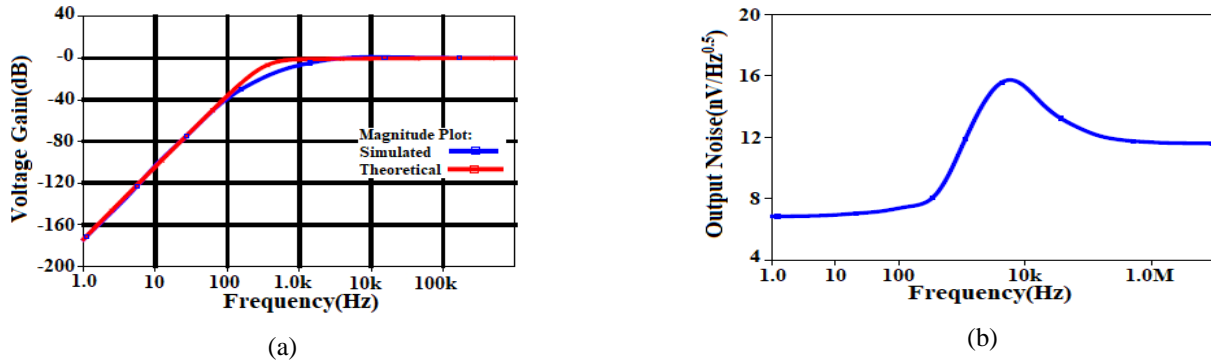 Voltage Gain(dB)
40
-0
-40
-80
-120
-160
-200
Magnitude Plot:
Simulated
Theoretical
1.0 10 100 1.0k 10k 100k
Frequency(Hz)
(a)
Output Noise(nV/Hz0.5)
20
16
12
8
4
1.0 10 100 10k 1.0M
Frequency(Hz)
(b)